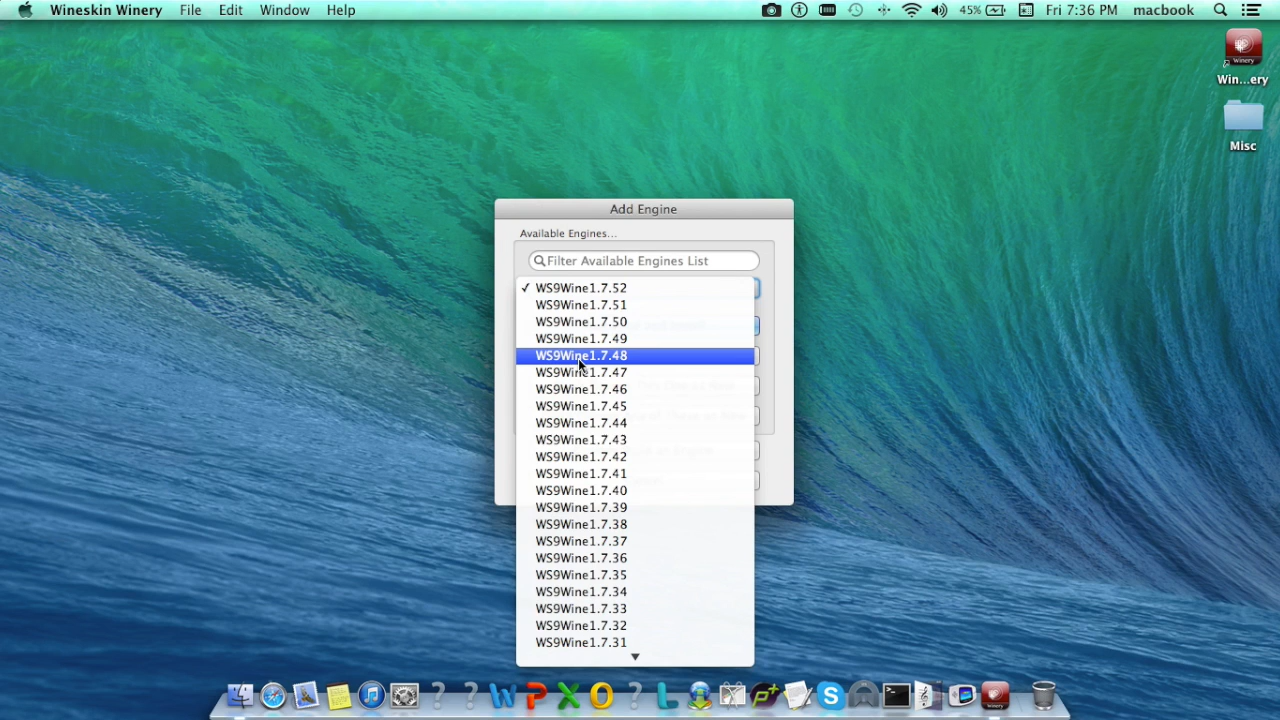 Wineskin Winery File Edit Window Help 45% Fri 7:36 PM macbook
Winery
Win...ery
Misc
Add Engine
Available Engines...
Filter Available Engines List
✓ WS9Wine1.7.52
WS9Wine1.7.51
WS9Wine1.7.50
WS9Wine1.7.49
WS9Wine1.7.48
WS9Wine1.7.47
WS9Wine1.7.46
WS9Wine1.7.45
WS9Wine1.7.44
WS9Wine1.7.43
WS9Wine1.7.42
WS9Wine1.7.41
WS9Wine1.7.40
WS9Wine1.7.39
WS9Wine1.7.38
WS9Wine1.7.37
WS9Wine1.7.36
WS9Wine1.7.35
WS9Wine1.7.34
WS9Wine1.7.33
WS9Wine1.7.32
WS9Wine1.7.31
Winery